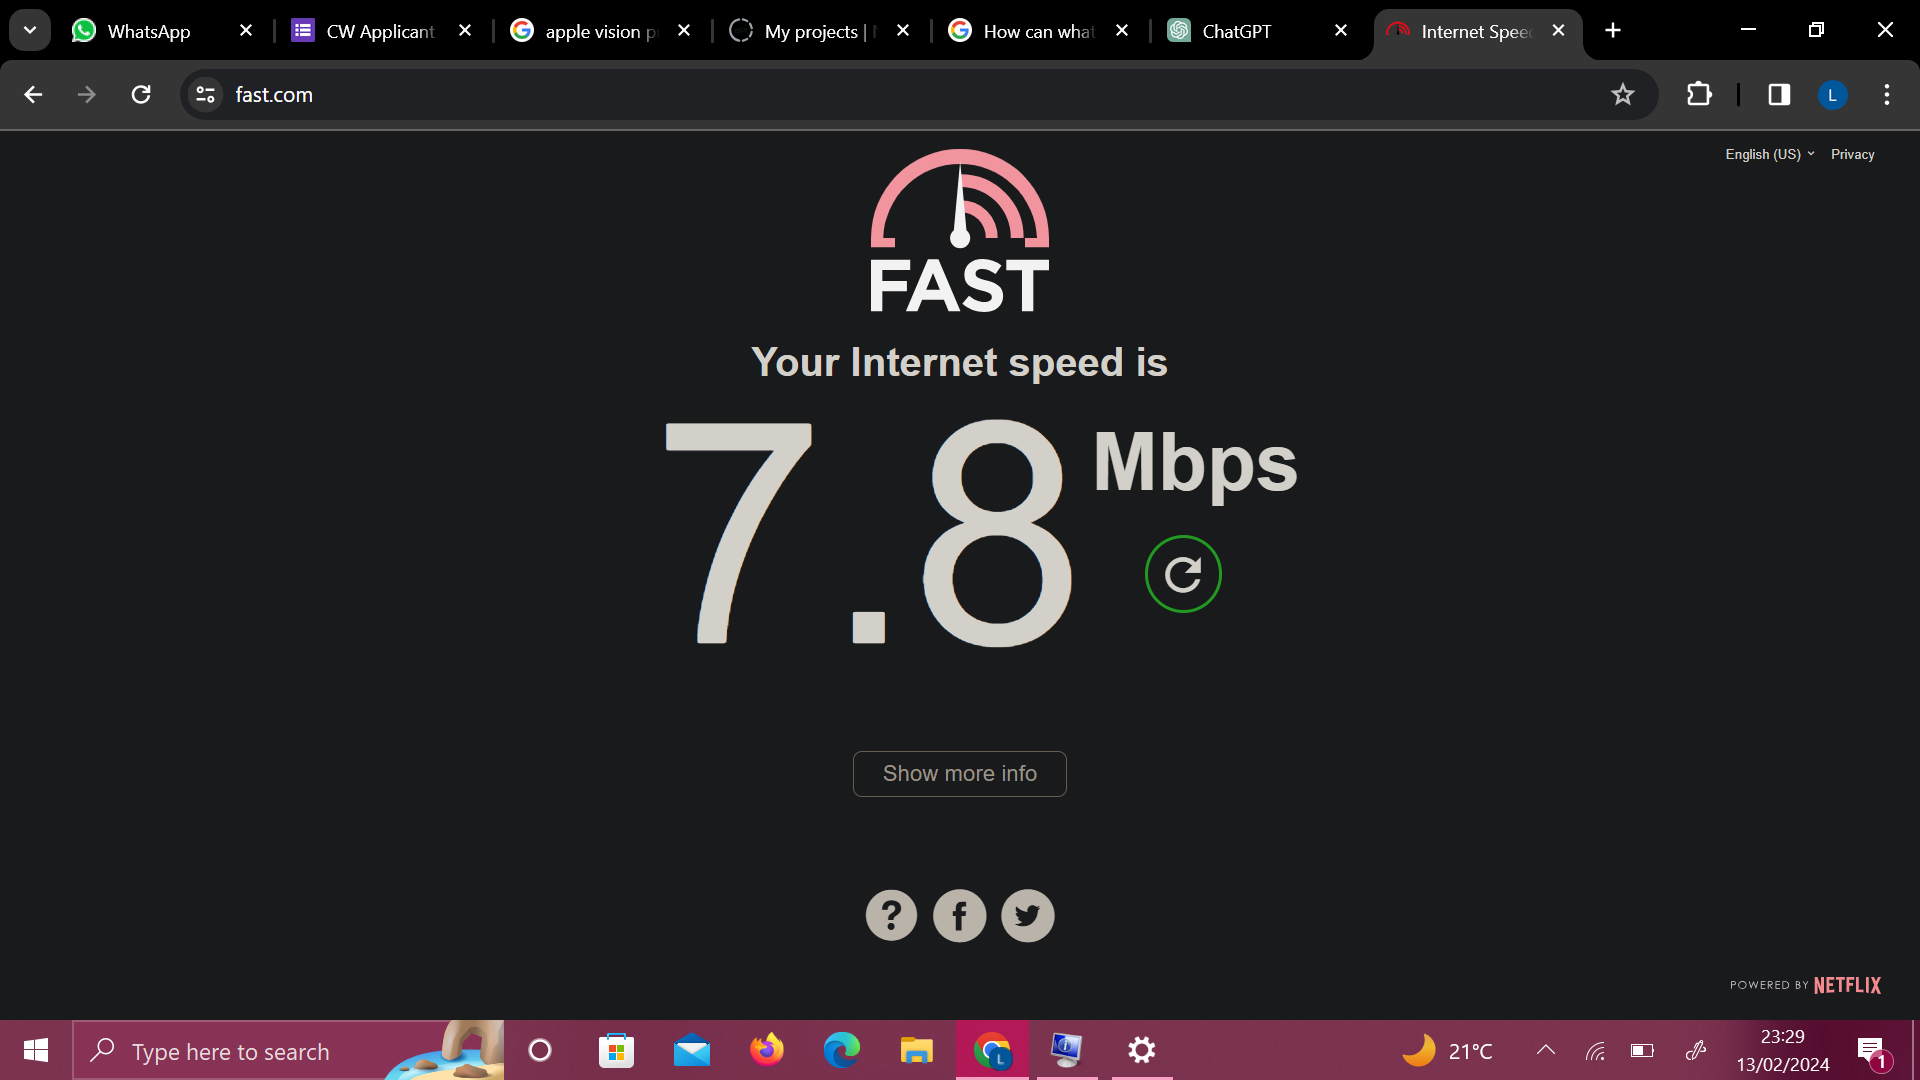 WhatsApp
CW Applicant
apple vision p
My projects |
How can what
ChatGPT
Internet Spee
fast.com
L
English (US)
Privacy
FAST
Your Internet speed is
7.8 Mbps
Show more info
?
f
POWERED BY NETFLIX
Type here to search
L
21°C
23:29
13/02/2024
1